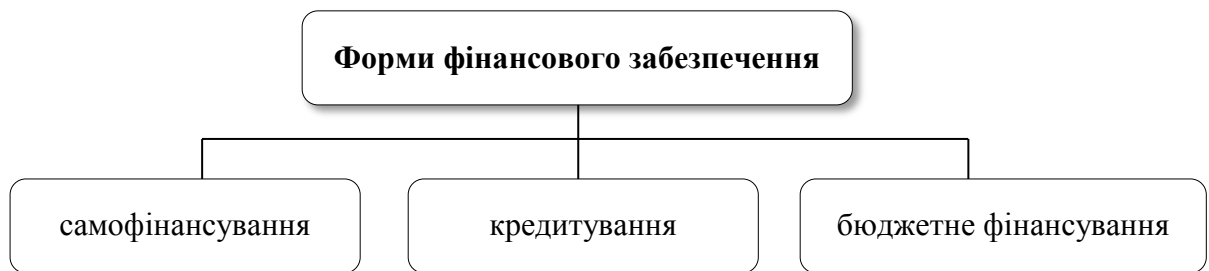 Форми фінансового забезпечення
самофінансування
кредитування
бюджетне фінансування